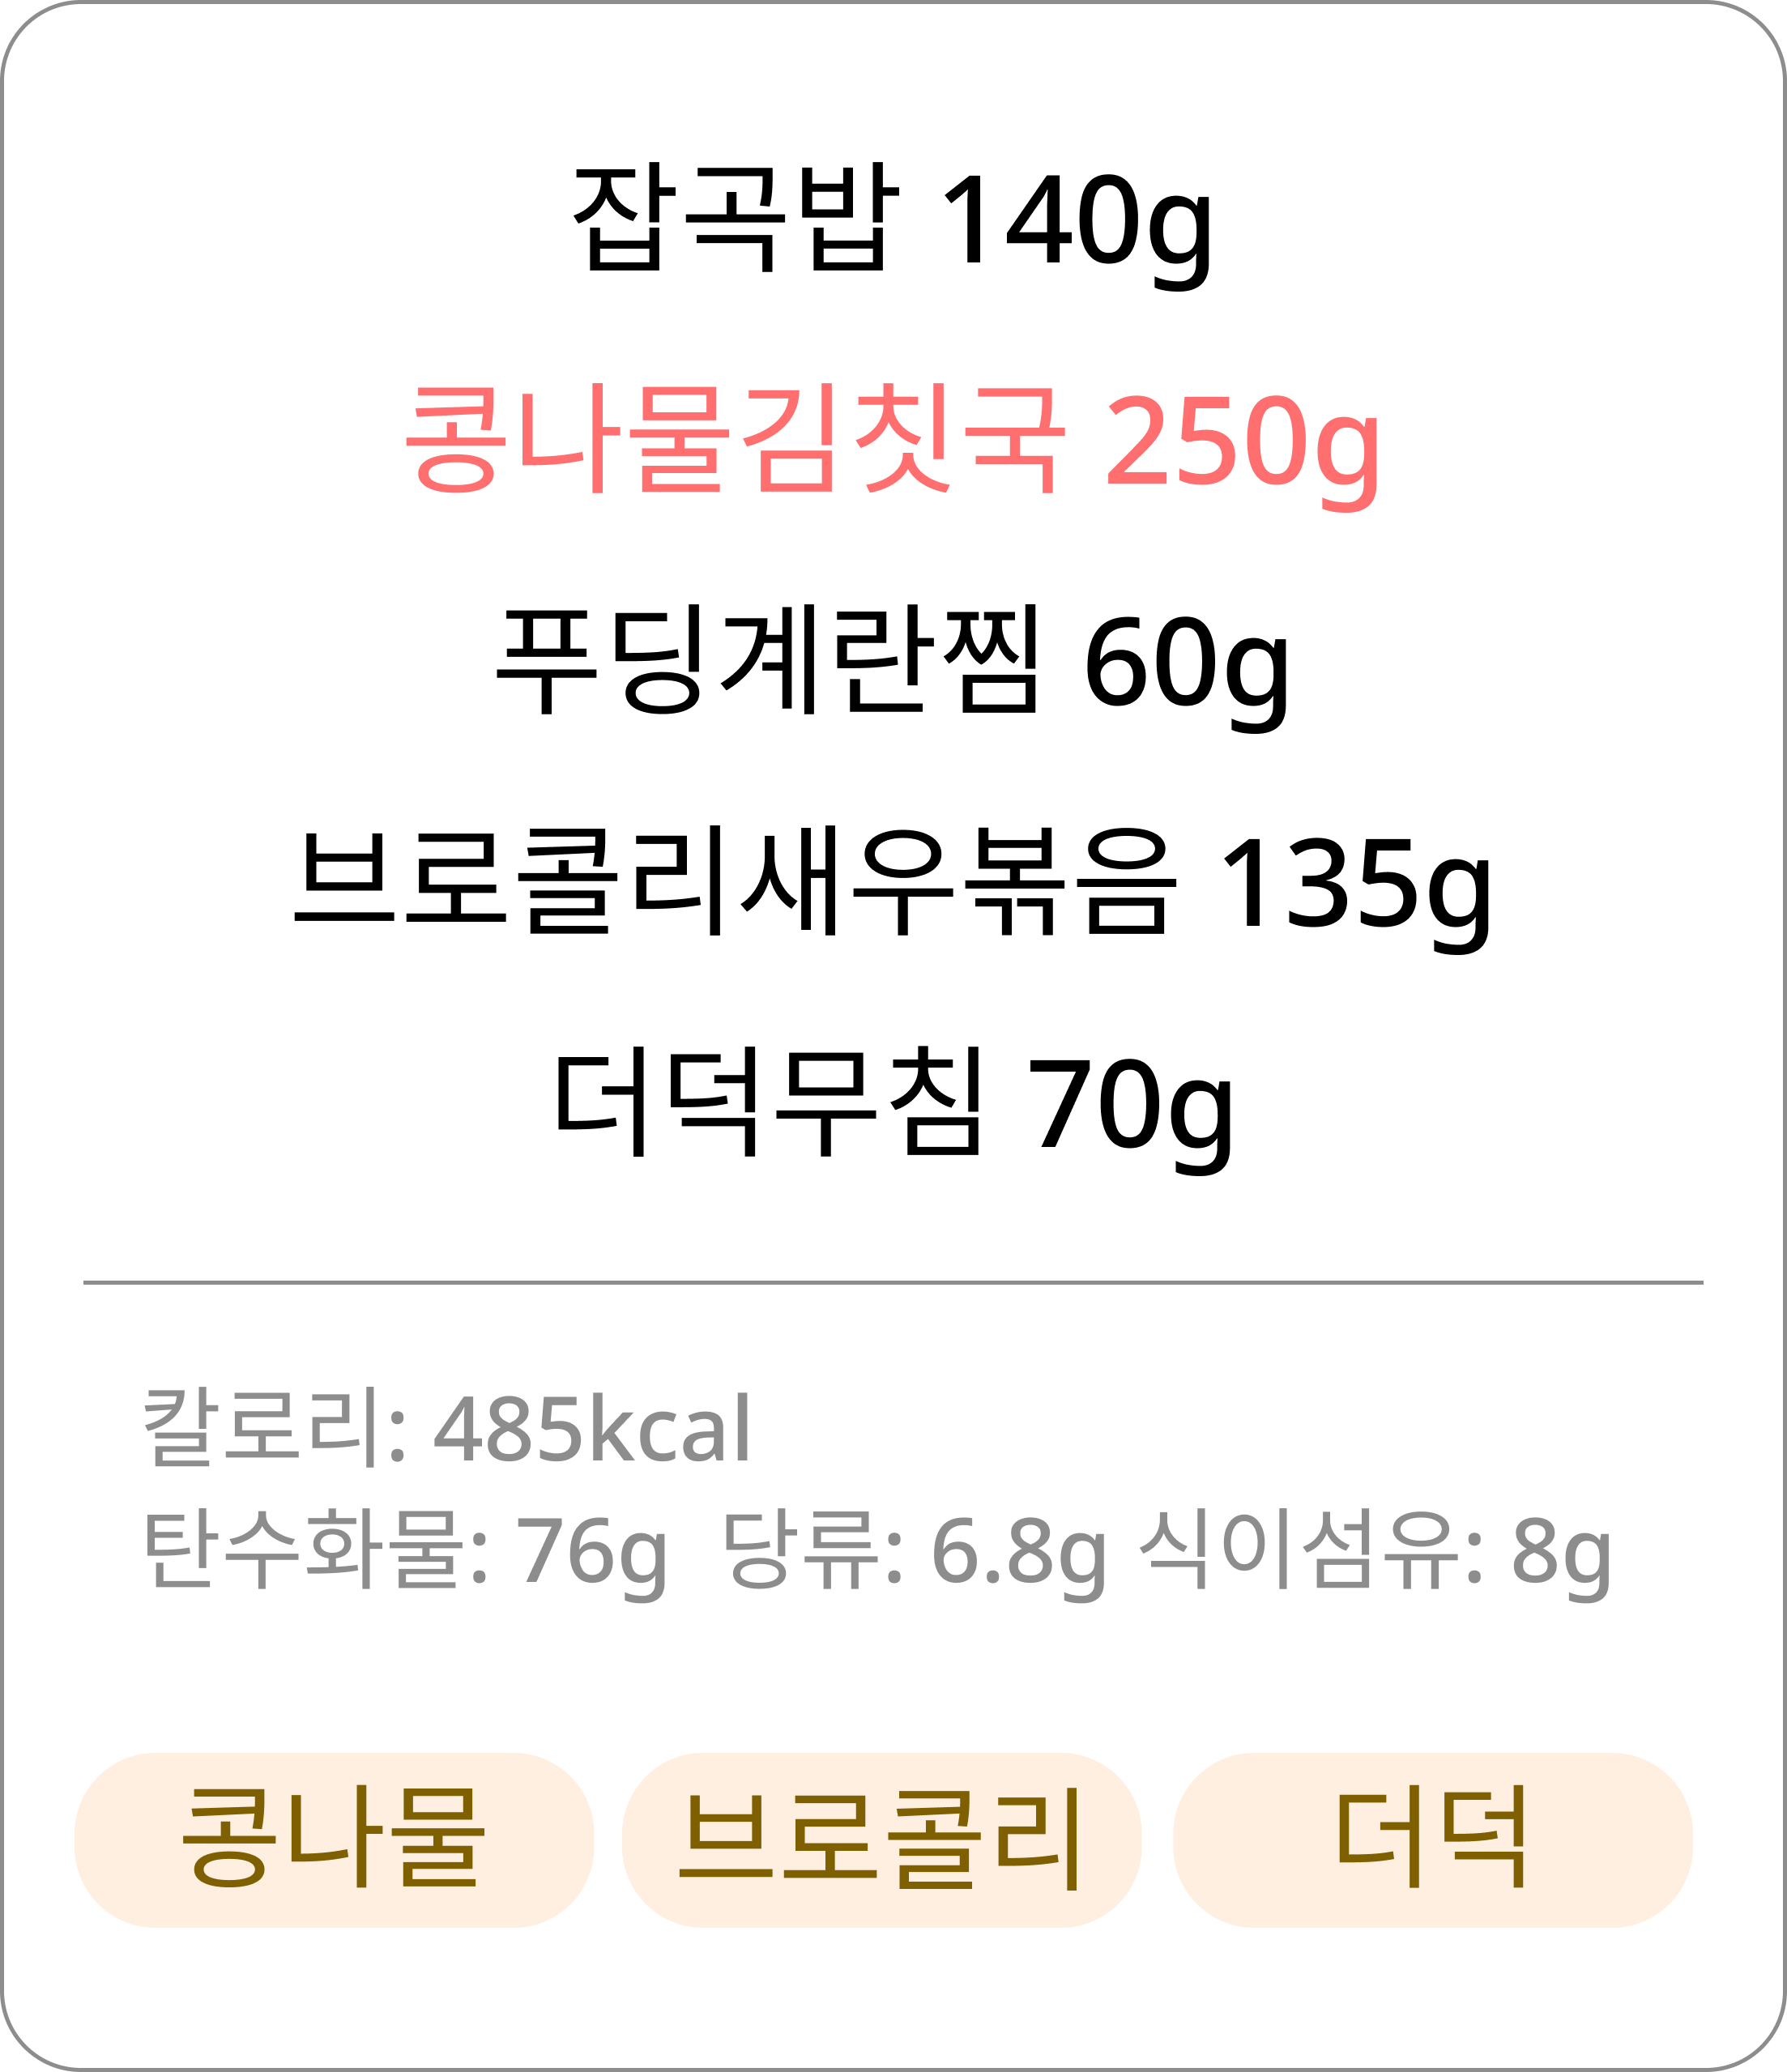 잡곡밥 140g
콩나물김칫국 250g
푸딩계란찜 60g
브로콜리새우볶음 135g
더덕무침 70g
칼로리: 485kcal
탄수화물: 76g 당류: 6.8g 식이섬유: 8g
콩나물 브로콜리 더덕